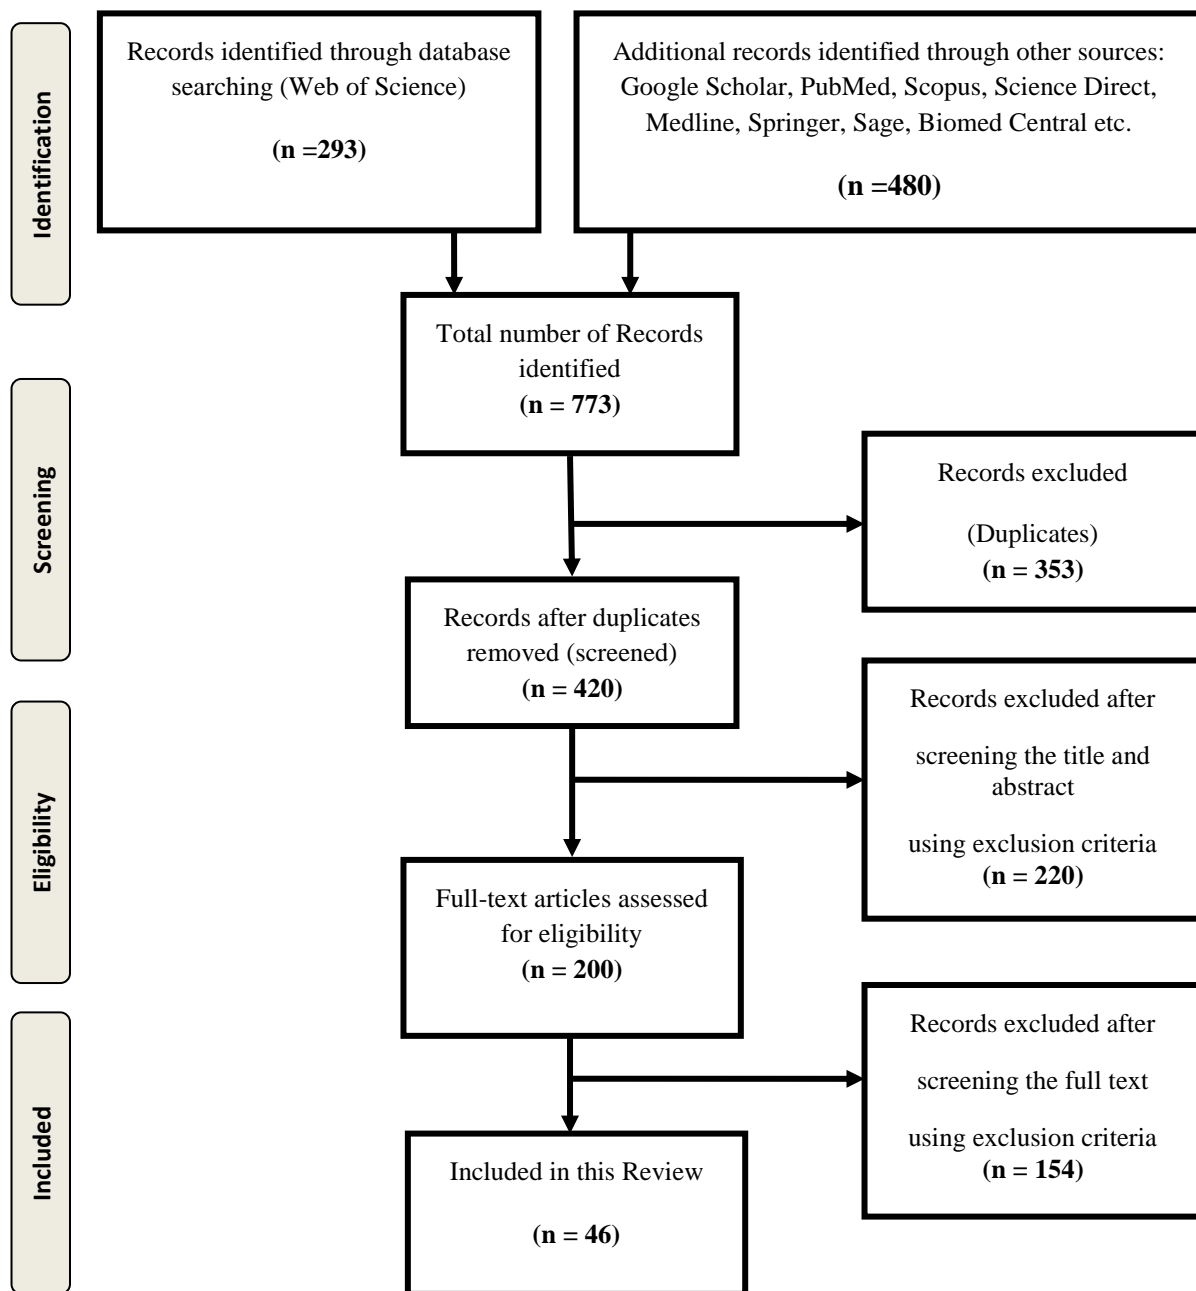 Identification
Records identified through database
searching (Web of Science)
(n =293)
Additional records identified through other sources:
Google Scholar, PubMed, Scopus, Science Direct,
Medline, Springer, Sage, Biomed Central etc.
(n =480)
Total number of Records
identified
(n = 773)
Screening
Records excluded
(Duplicates)
(n = 353)
Records after duplicates
removed (screened)
(n = 420)
Eligibility
Records excluded after
screening the title and
abstract
using exclusion criteria
(n = 220)
Full-text articles assessed
for eligibility
(n = 200)
Included
Records excluded after
screening the full text
using exclusion criteria
(n = 154)
Included in this Review
(n = 46)